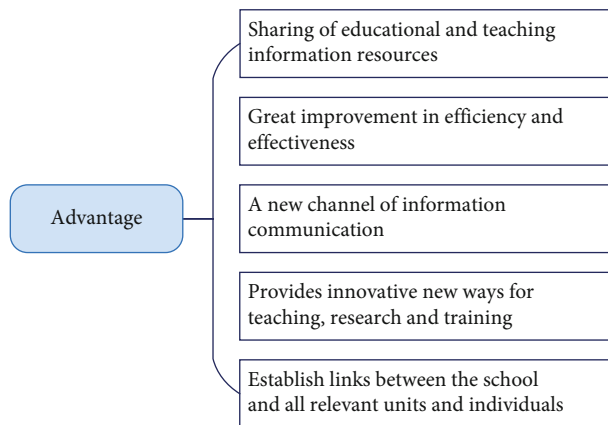 Sharing of educational and teaching
information resources
Great improvement in efficiency and
effectiveness
Advantage
A new channel of information
communication
Provides innovative new ways for
teaching, research and training
Establish links between the school
and all relevant units and individuals